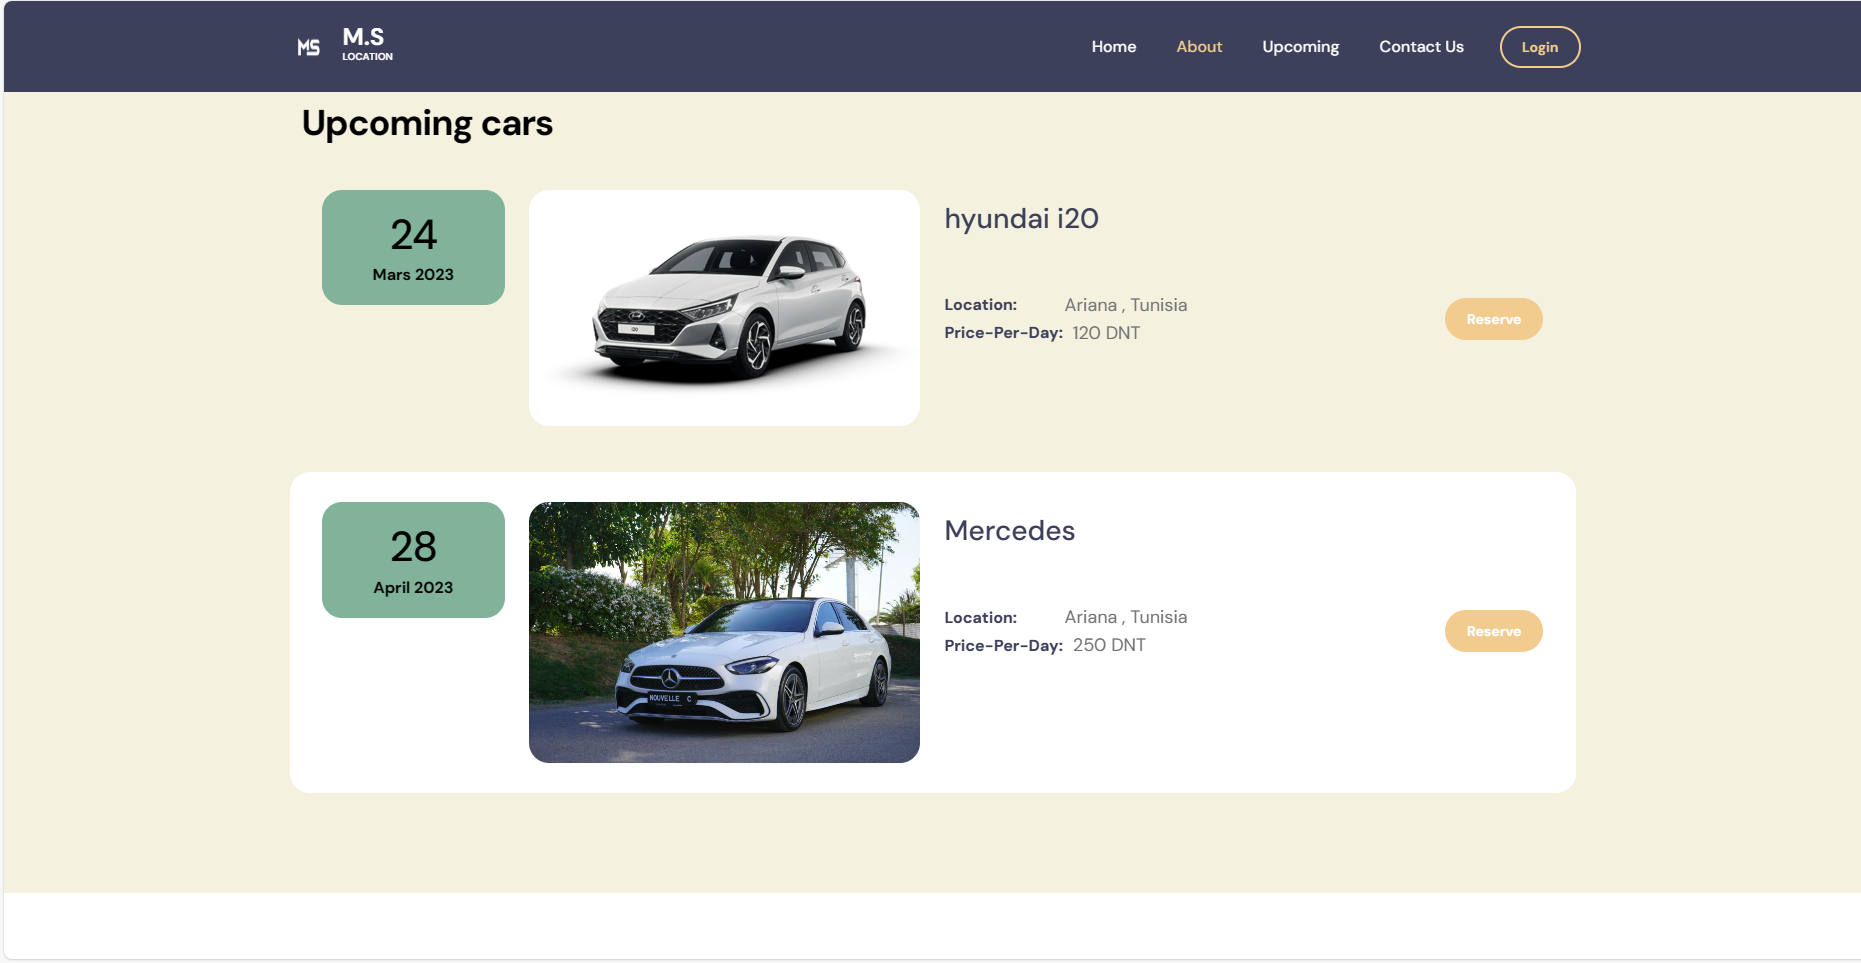 MS M.S
LOCATION
Home About Upcoming Contact Us Login
Upcoming cars
24
Mars 2023
i20
hyundai i20
Location: Ariana , Tunisia
Price-Per-Day: 120 DNT
Reserve
28
April 2023
NOUVELLE C
Mercedes
Location: Ariana , Tunisia
Price-Per-Day: 250 DNT
Reserve